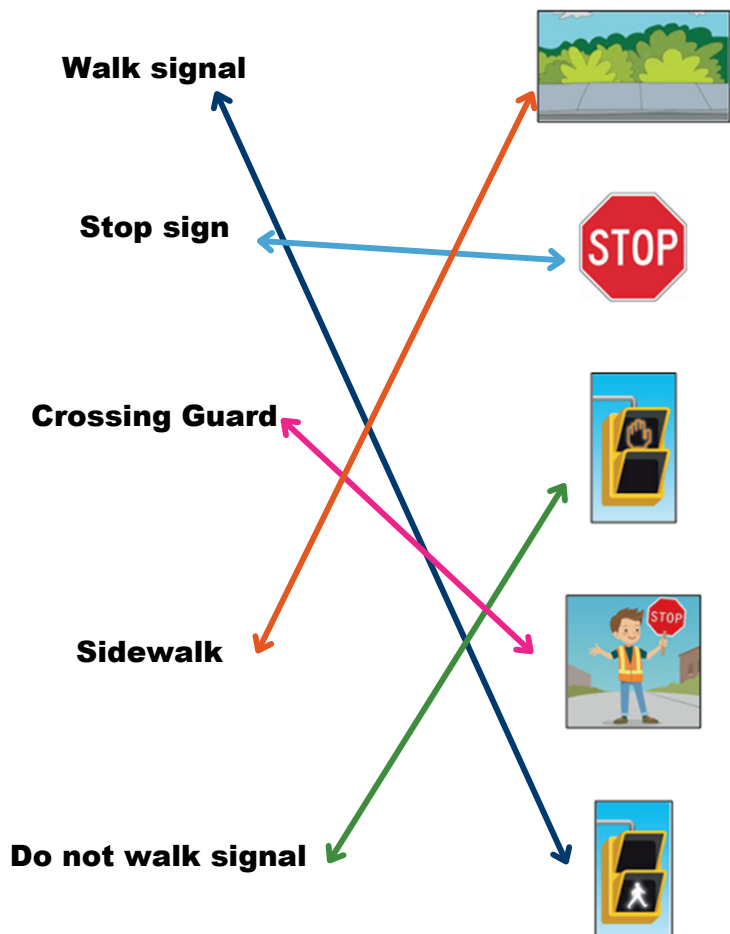 Walk signal
Stop sign
STOP
Crossing Guard
STOP
Sidewalk
Do not walk signal